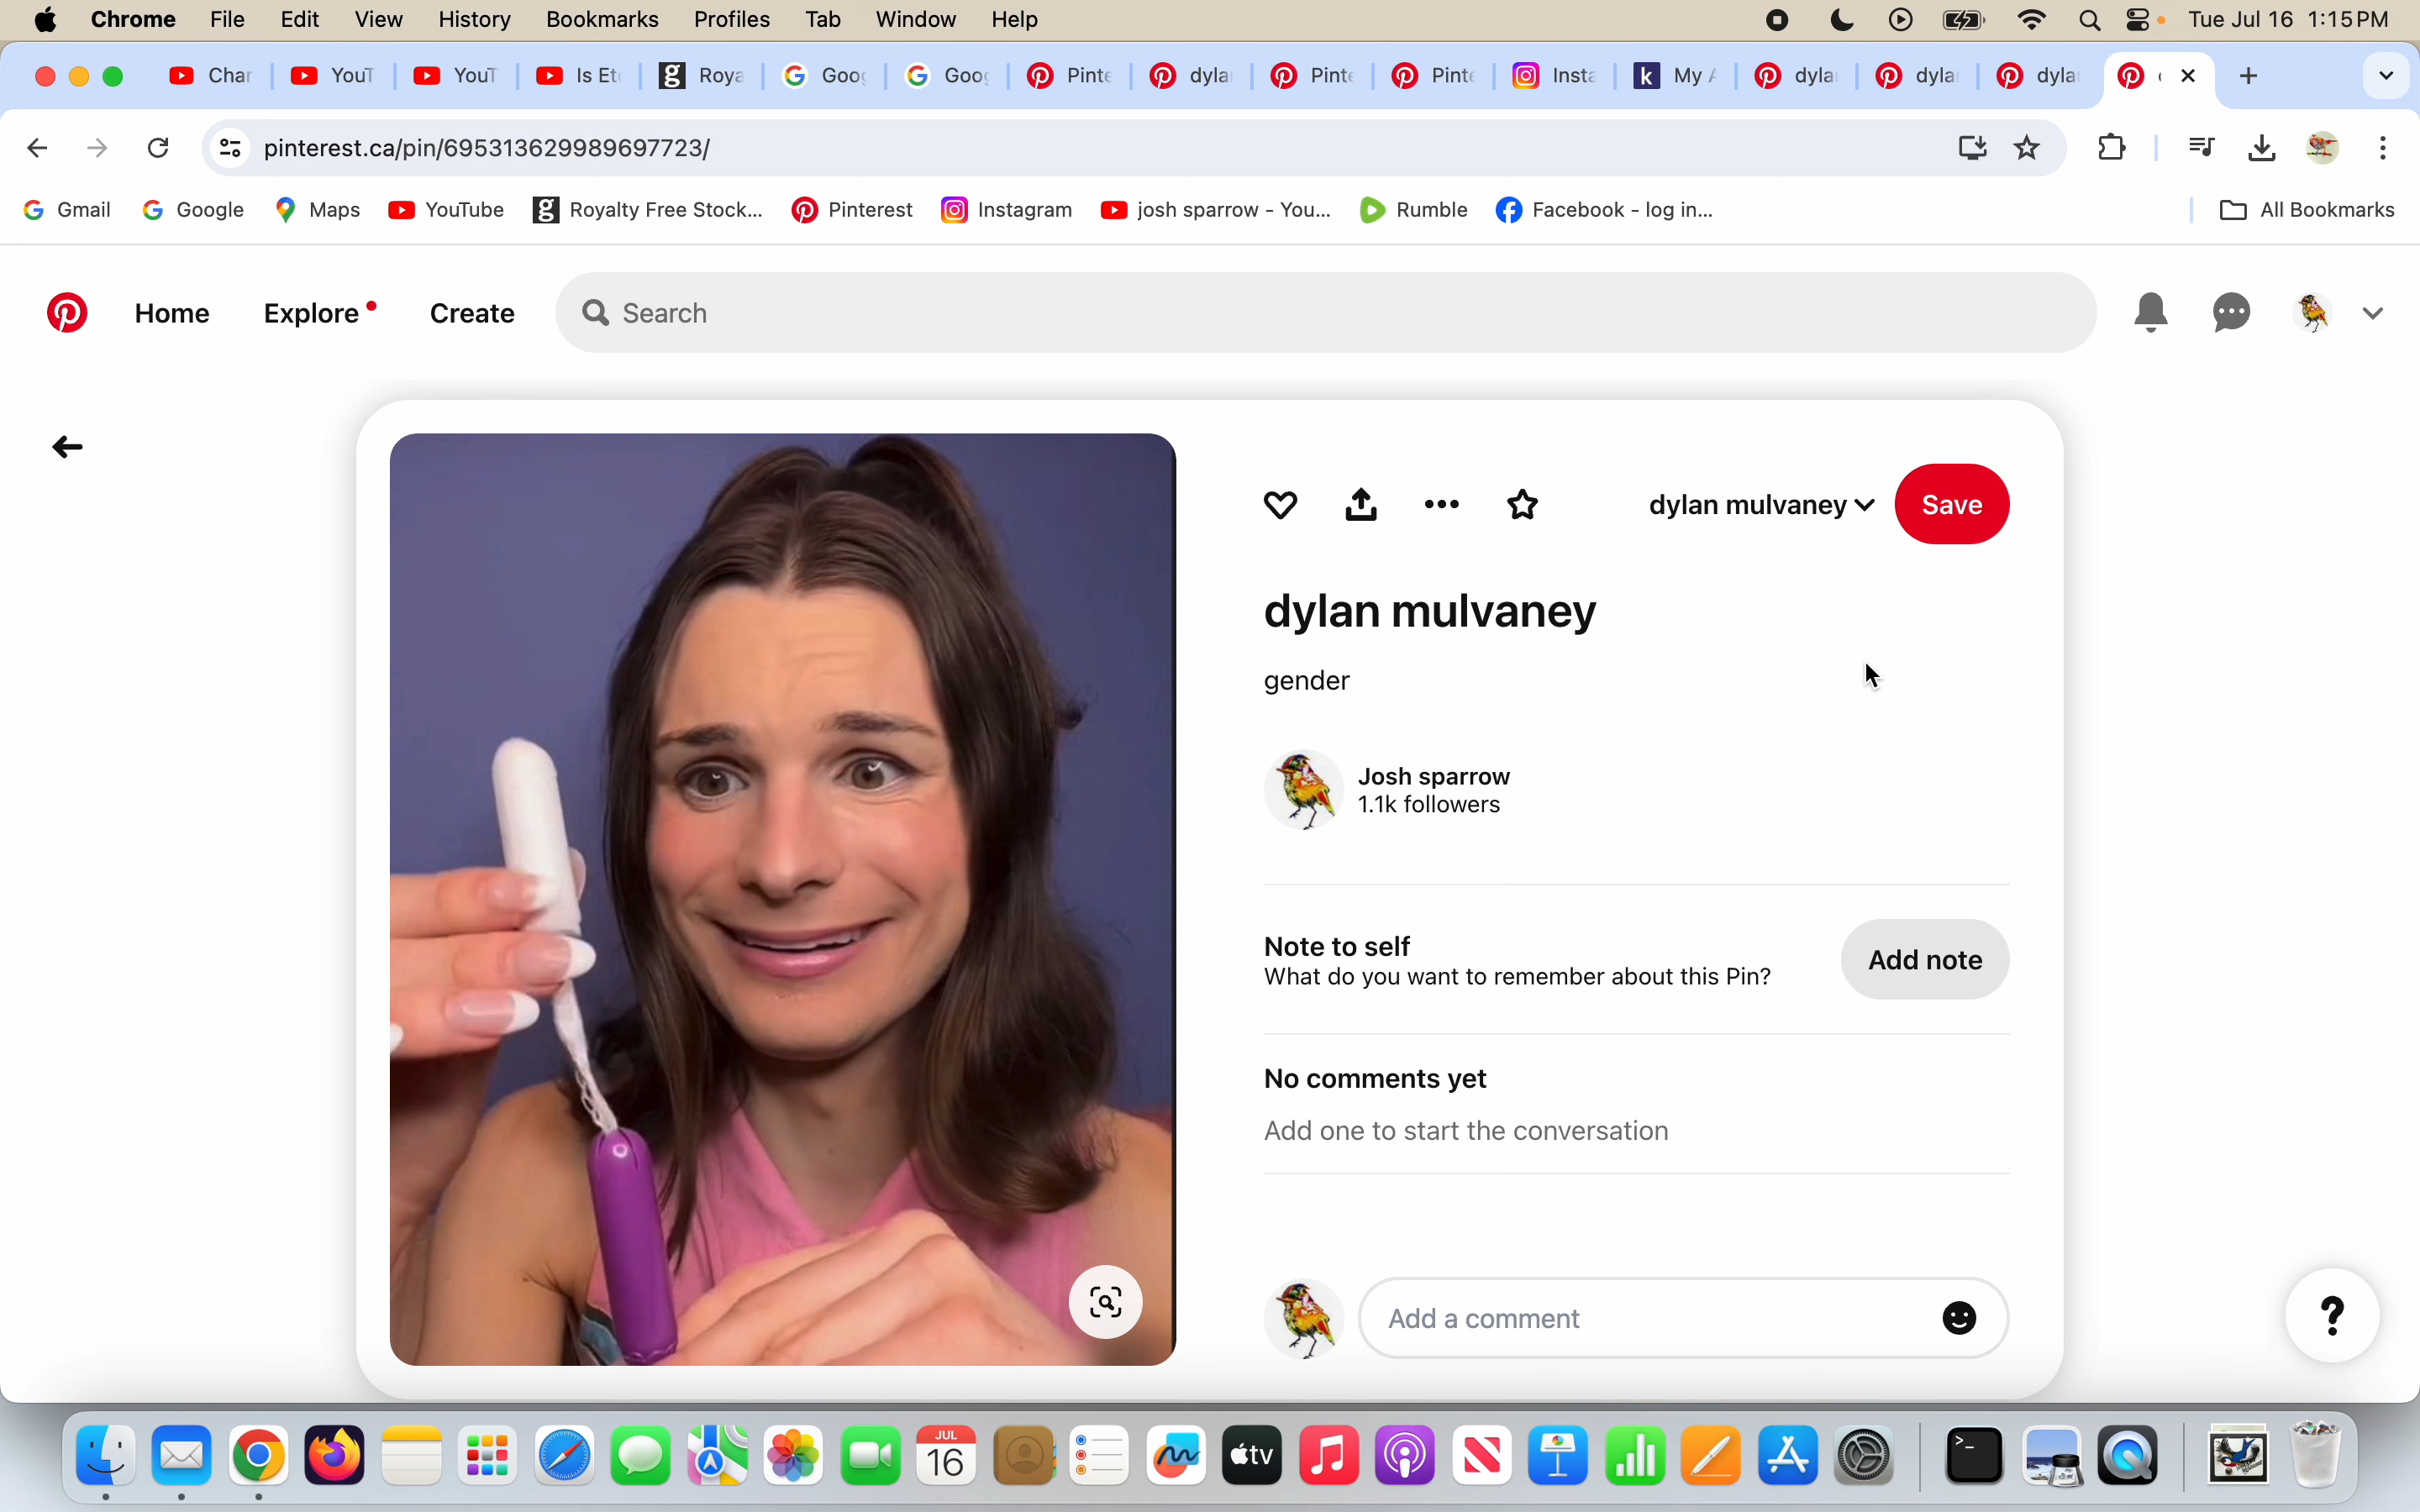 Chrome File Edit View History Bookmarks Profiles Tab Window Help Tue Jul 16 1:15 PM
Char YouT YouT Is Et Roya Goog Goog Pinte dyla Pinte Pinte Insta My A dyla dyla dyla
pinterest.ca/pin/695313629989697723/
Gmail Google Maps YouTube Royalty Free Stock... Pinterest Instagram josh sparrow - You... Rumble Facebook - log in... All Bookmarks
Home Explore Create Search
dylan mulvaney Save
dylan mulvaney
gender
Josh sparrow
1.1k followers
Note to self
What do you want to remember about this Pin?
Add note
No comments yet
Add one to start the conversation
Add a comment
?
JUL
16
tv